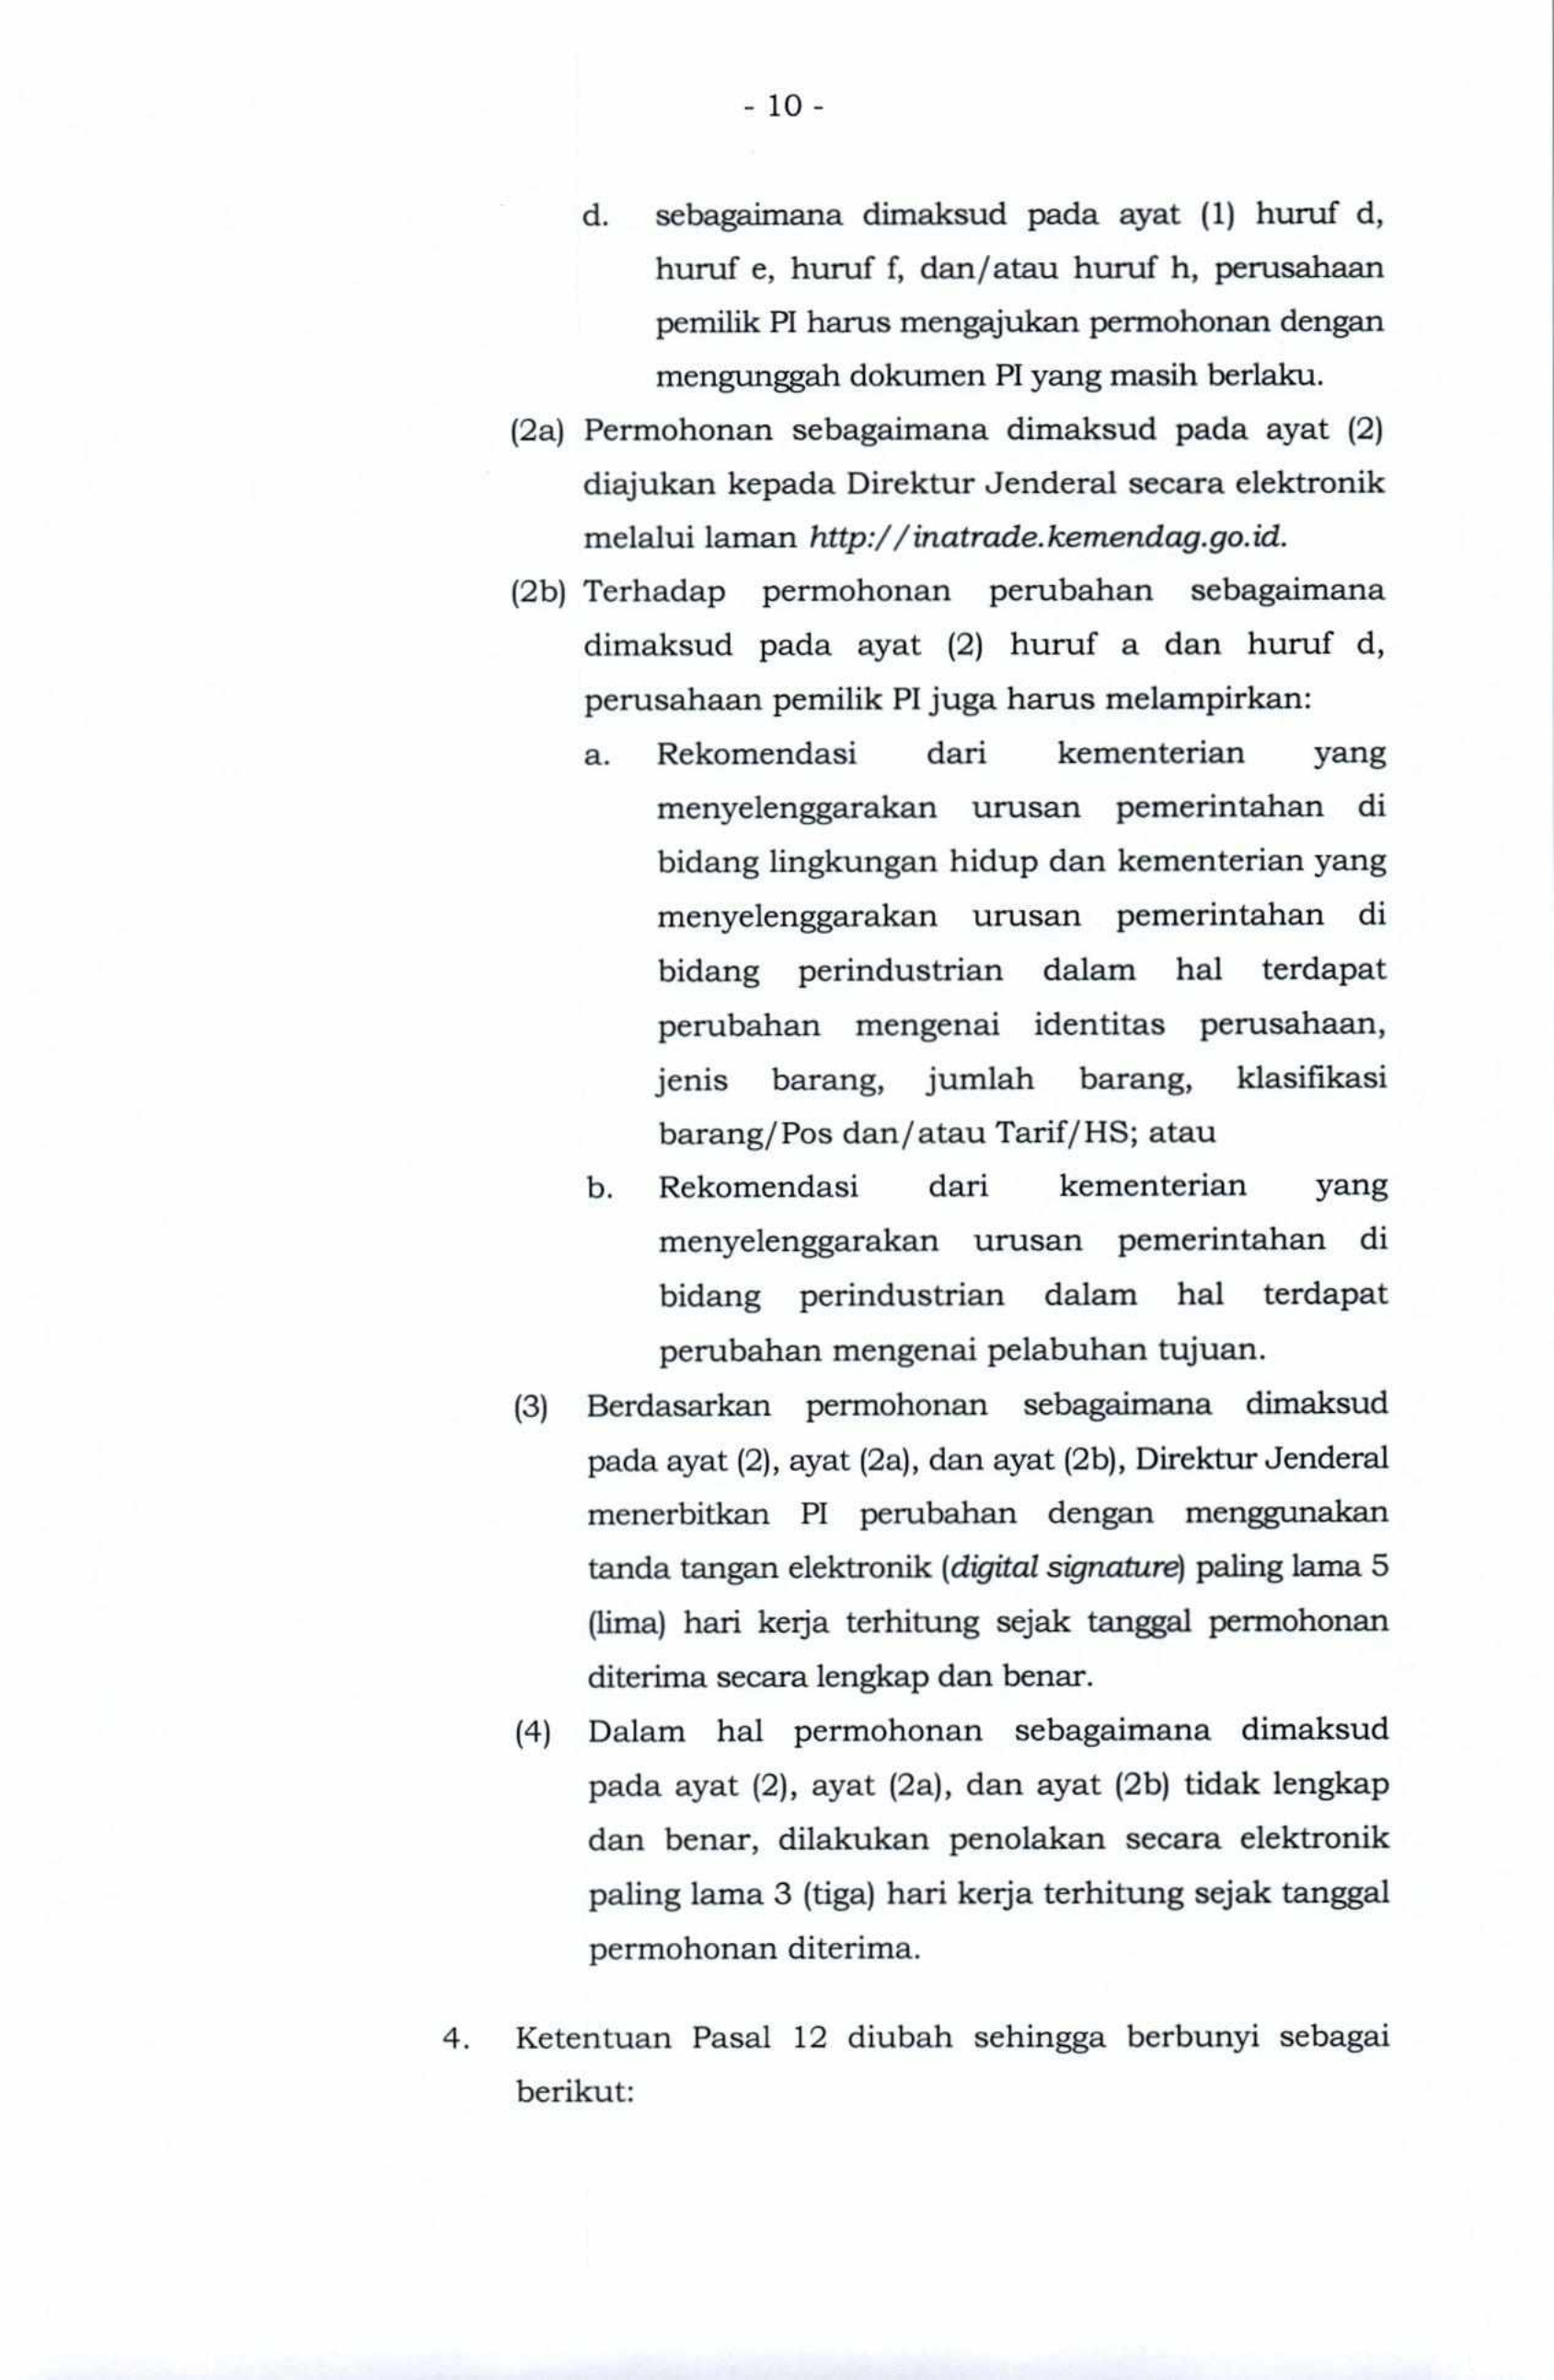 - 10 -
d. sebagaimana dimaksud pada ayat (1) huruf d,
huruf e, huruf f, dan/atau huruf h, perusahaan
pemilik PI harus mengajukan permohonan dengan
mengunggah dokumen PI yang masih berlaku.
(2a) Permohonan sebagaimana dimaksud pada ayat (2)
diajukan kepada Direktur Jenderal secara elektronik
melalui laman http://inatrade.kemendag.go.id.
(2b) Terhadap permohonan perubahan sebagaimana
dimaksud pada ayat (2) huruf a dan huruf d,
perusahaan pemilik PI juga harus melampirkan:
a. Rekomendasi dari kementerian yang
menyelenggarakan urusan pemerintahan di
bidang lingkungan hidup dan kementerian yang
menyelenggarakan urusan pemerintahan di
bidang perindustrian dalam hal terdapat
perubahan mengenai identitas perusahaan,
jenis barang, jumlah barang, klasifikasi
barang/Pos dan/atau Tarif/HS; atau
b. Rekomendasi dari kementerian yang
menyelenggarakan urusan pemerintahan di
bidang perindustrian dalam hal terdapat
perubahan mengenai pelabuhan tujuan.
(3) Berdasarkan permohonan sebagaimana dimaksud
pada ayat (2), ayat (2a), dan ayat (2b), Direktur Jenderal
menerbitkan PI perubahan dengan menggunakan
tanda tangan elektronik (digital signature) paling lama 5
(lima) hari kerja terhitung sejak tanggal permohonan
diterima secara lengkap dan benar.
(4) Dalam hal permohonan sebagaimana dimaksud
pada ayat (2), ayat (2a), dan ayat (2b) tidak lengkap
dan benar, dilakukan penolakan secara elektronik
paling lama 3 (tiga) hari kerja terhitung sejak tanggal
permohonan diterima.
4. Ketentuan Pasal 12 diubah sehingga berbunyi sebagai
berikut: